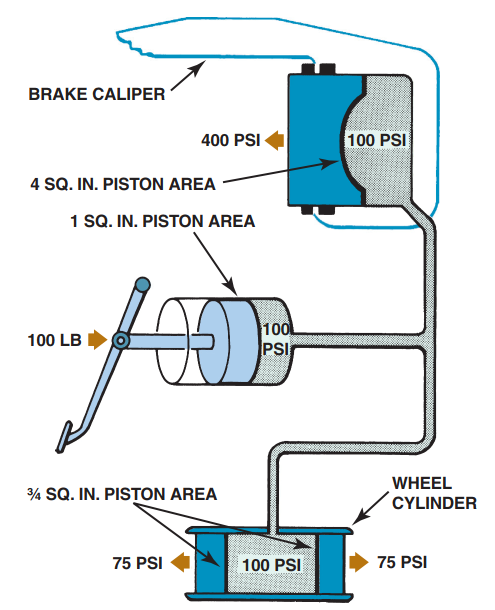 BRAKE CALIPER
400 PSI
100 PSI
4 SQ. IN. PISTON AREA
1 SQ. IN. PISTON AREA
100 LB
100
PSI
¾ SQ. IN. PISTON AREA
WHEEL
CYLINDER
75 PSI
100 PSI
75 PSI